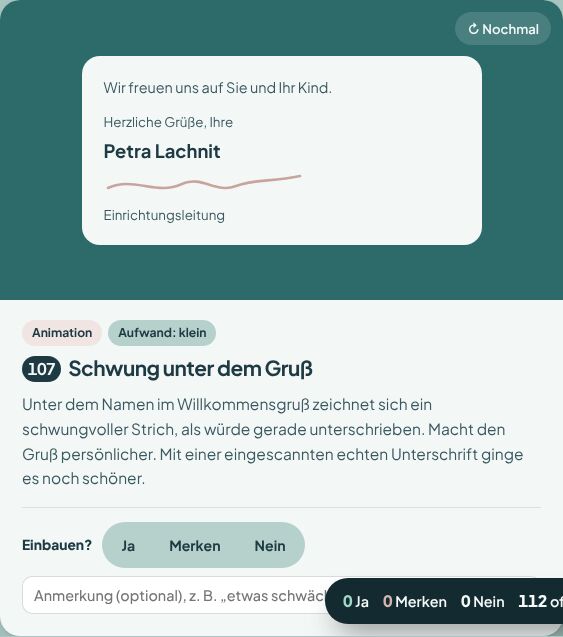 ↻ Nochmal
Wir freuen uns auf Sie und Ihr Kind.
Herzliche Grüße, Ihre
Petra Lachnit
Einrichtungsleitung
Animation
Aufwand: klein
107 Schwung unter dem Gruß
Unter dem Namen im Willkommensgruß zeichnet sich ein
schwungvoller Strich, als würde gerade unterschrieben. Macht den
Gruß persönlicher. Mit einer eingescannten echten Unterschrift ginge
es noch schöner.
Einbauen? Ja Merken Nein
Anmerkung (optional), z. B. „etwas
0 Ja 0 Merken 0 Nein 112